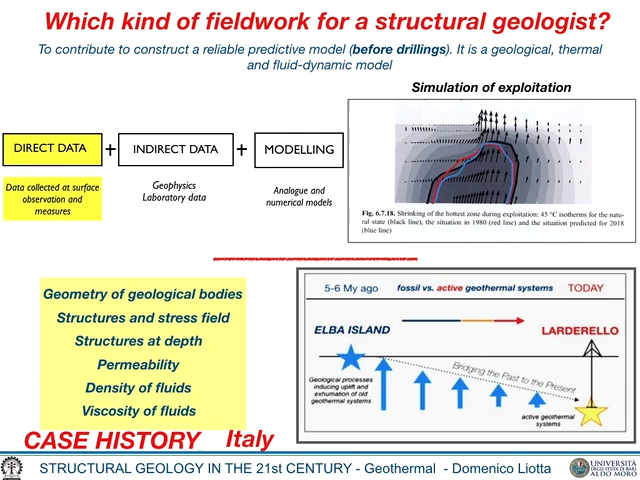 Which kind of fieldwork for a structural geologist?
To contribute to construct a reliable predictive model (before drillings). It is a geological, thermal
and fluid-dynamic model
Simulation of exploitation
DIRECT DATA + INDIRECT DATA + MODELLING
Data collected at surface
observation and
measures
Geophysics
Laboratory data
Analogue and
numerical models
Fig. 6.7.18. Shrinking of the hottest zone during exploitation: 45 °C isotherms for the natu-
ral state (black line), the situation in 1980 (red line) and the situation predicted for 2018
(blue line)
Geometry of geological bodies
Structures and stress field
Structures at depth
Permeability
Density of fluids
Viscosity of fluids
5-6 My ago fossil vs. active geothermal systems TODAY
ELBA ISLAND LARDERELLO
Bridging the Past to the Present
Geological processes
inducing uplift and
exhumation of old
geothermal systems
active geothermal
systems
CASE HISTORY Italy
STRUCTURAL GEOLOGY IN THE 21st CENTURY - Geothermal - Domenico Liotta
UNIVERSITÀ
DEGLI STUDI DI BARI
ALDO MORO